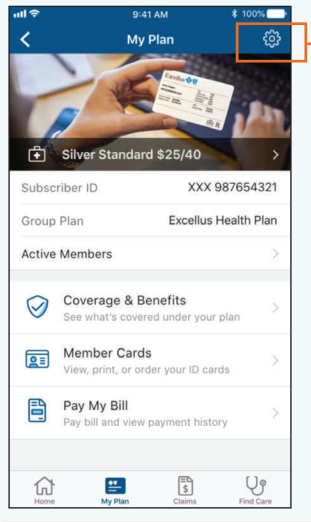 9:41 AM 100%
My Plan
Excellus
Silver Standard $25/40
Subscriber ID XXX 987654321
Group Plan Excellus Health Plan
Active Members
Coverage & Benefits
See what's covered under your plan
Member Cards
View, print, or order your ID cards
Pay My Bill
Pay bill and view payment history
Home My Plan Claims Find Care